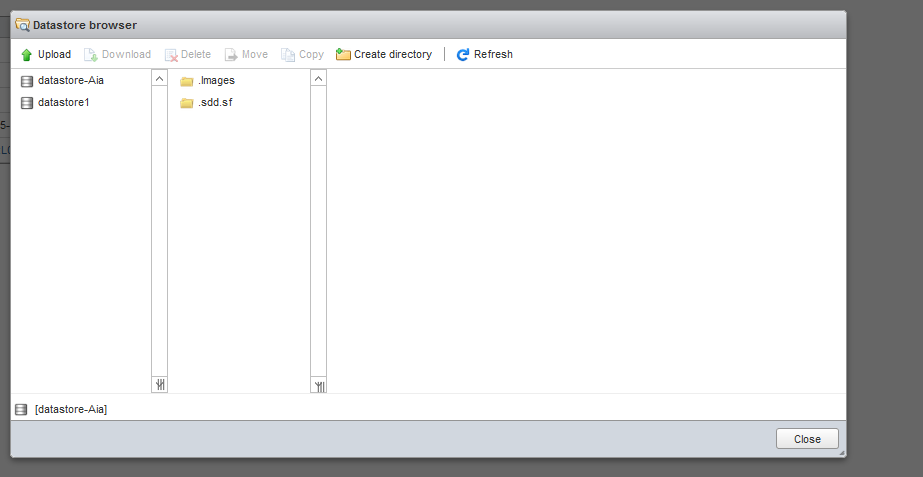 Datastore browser
Upload Download Delete Move Copy Create directory Refresh
datastore-Aia .Images
datastore1 .sdd.sf
5-
[datastore-Aia]
Close